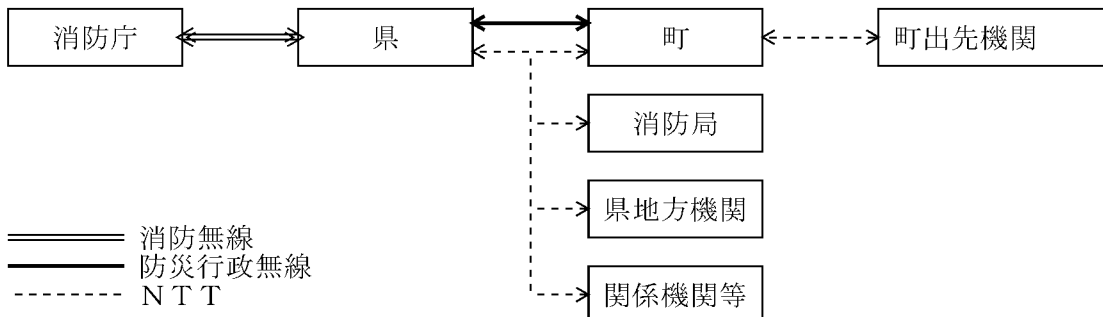 消防庁
県
町
町出先機関
消防局
県地方機関
関係機関等
消防無線
防災行政無線
ＮＴＴ